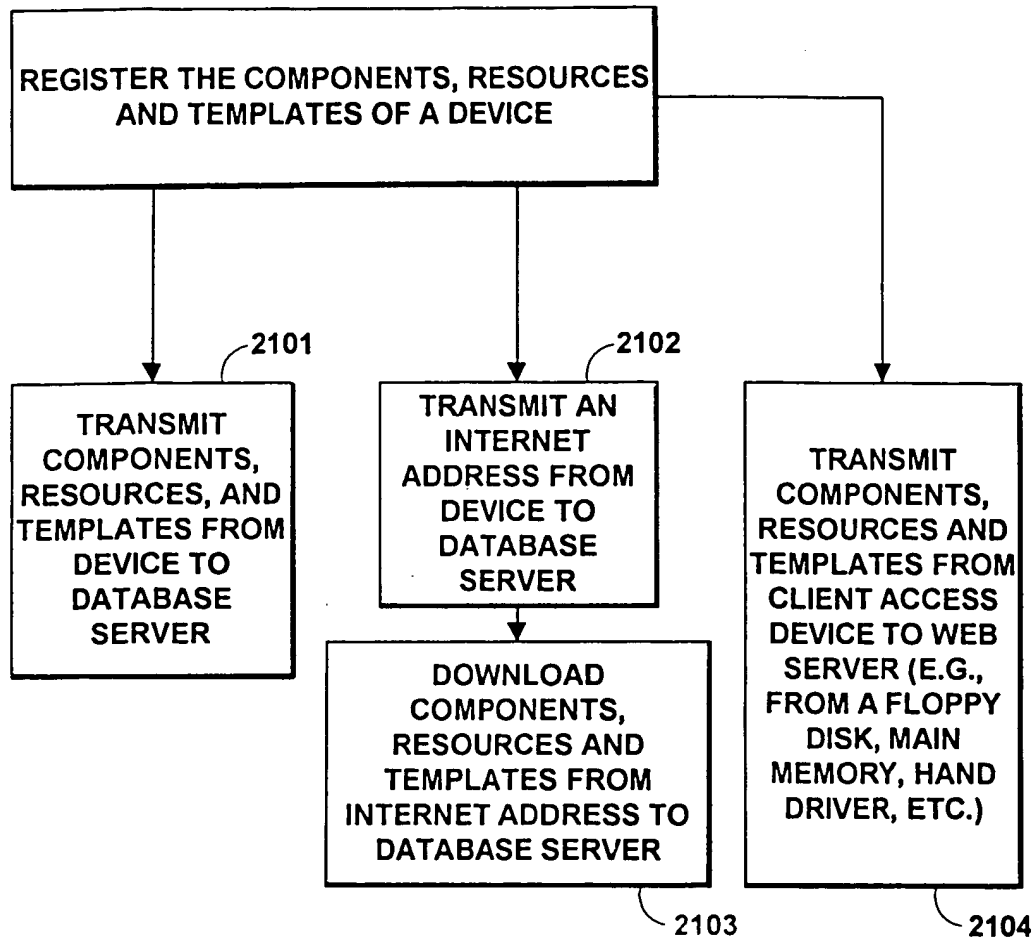 REGISTER THE COMPONENTS, RESOURCES
AND TEMPLATES OF A DEVICE
2101
TRANSMIT
COMPONENTS,
RESOURCES, AND
TEMPLATES FROM
DEVICE TO
DATABASE
SERVER
2102
TRANSMIT AN
INTERNET
ADDRESS FROM
DEVICE TO
DATABASE
SERVER
DOWNLOAD
COMPONENTS,
RESOURCES AND
TEMPLATES FROM
INTERNET ADDRESS TO
DATABASE SERVER
2103
TRANSMIT
COMPONENTS,
RESOURCES AND
TEMPLATES FROM
CLIENT ACCESS
DEVICE TO WEB
SERVER (E.G.,
FROM A FLOPPY
DISK, MAIN
MEMORY, HAND
DRIVER, ETC.)
2104